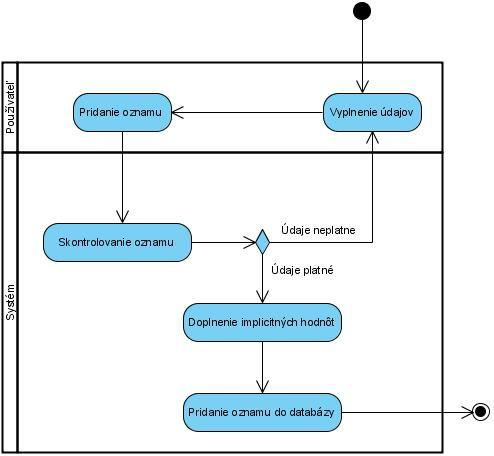 Používateľ
Pridanie oznamu
Vyplnenie údajov
Systém
Skontrolovanie oznamu
Údaje neplatne
Údaje platné
Doplnenie implicitných hodnôt
Pridanie oznamu do databázy